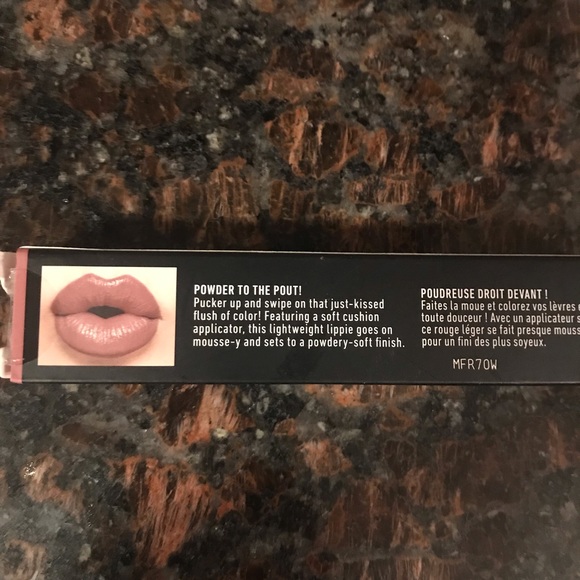 POWDER TO THE POUT!
Pucker up and swipe on that just-kissed
flush of color! Featuring a soft cushion
applicator, this lightweight lippie goes on
mousse-y and sets to a powdery-soft finish.
POUDREUSE DROIT DEVANT !
Faites la moue et colorez vos lèvres
toute douceur ! Avec un applicateur
ce rouge léger se fait presque
pour un fini des plus soyeux.
MFR70W